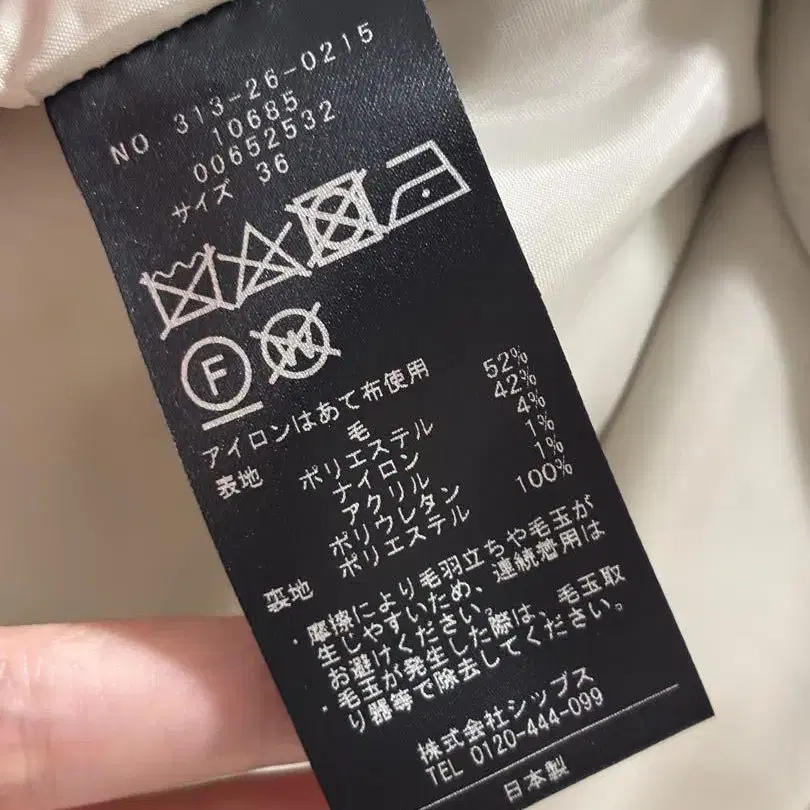 NO. 313-26-0215
10685
00652532
サイズ 36
F W
アイロンはあて布使用
表地 毛 52%
ポリエステル 42%
ナイロン 4%
アクリル 1%
ポリウレタン 1%
裏地 ポリエステル 100%
・摩擦により毛羽立ちや毛玉が
生しやすいため、連続着用は
お避けください。
・毛玉が発生した際は、毛玉取
り器等で除去してください。
株式会社シップス
TEL 0120-444-099
日本製